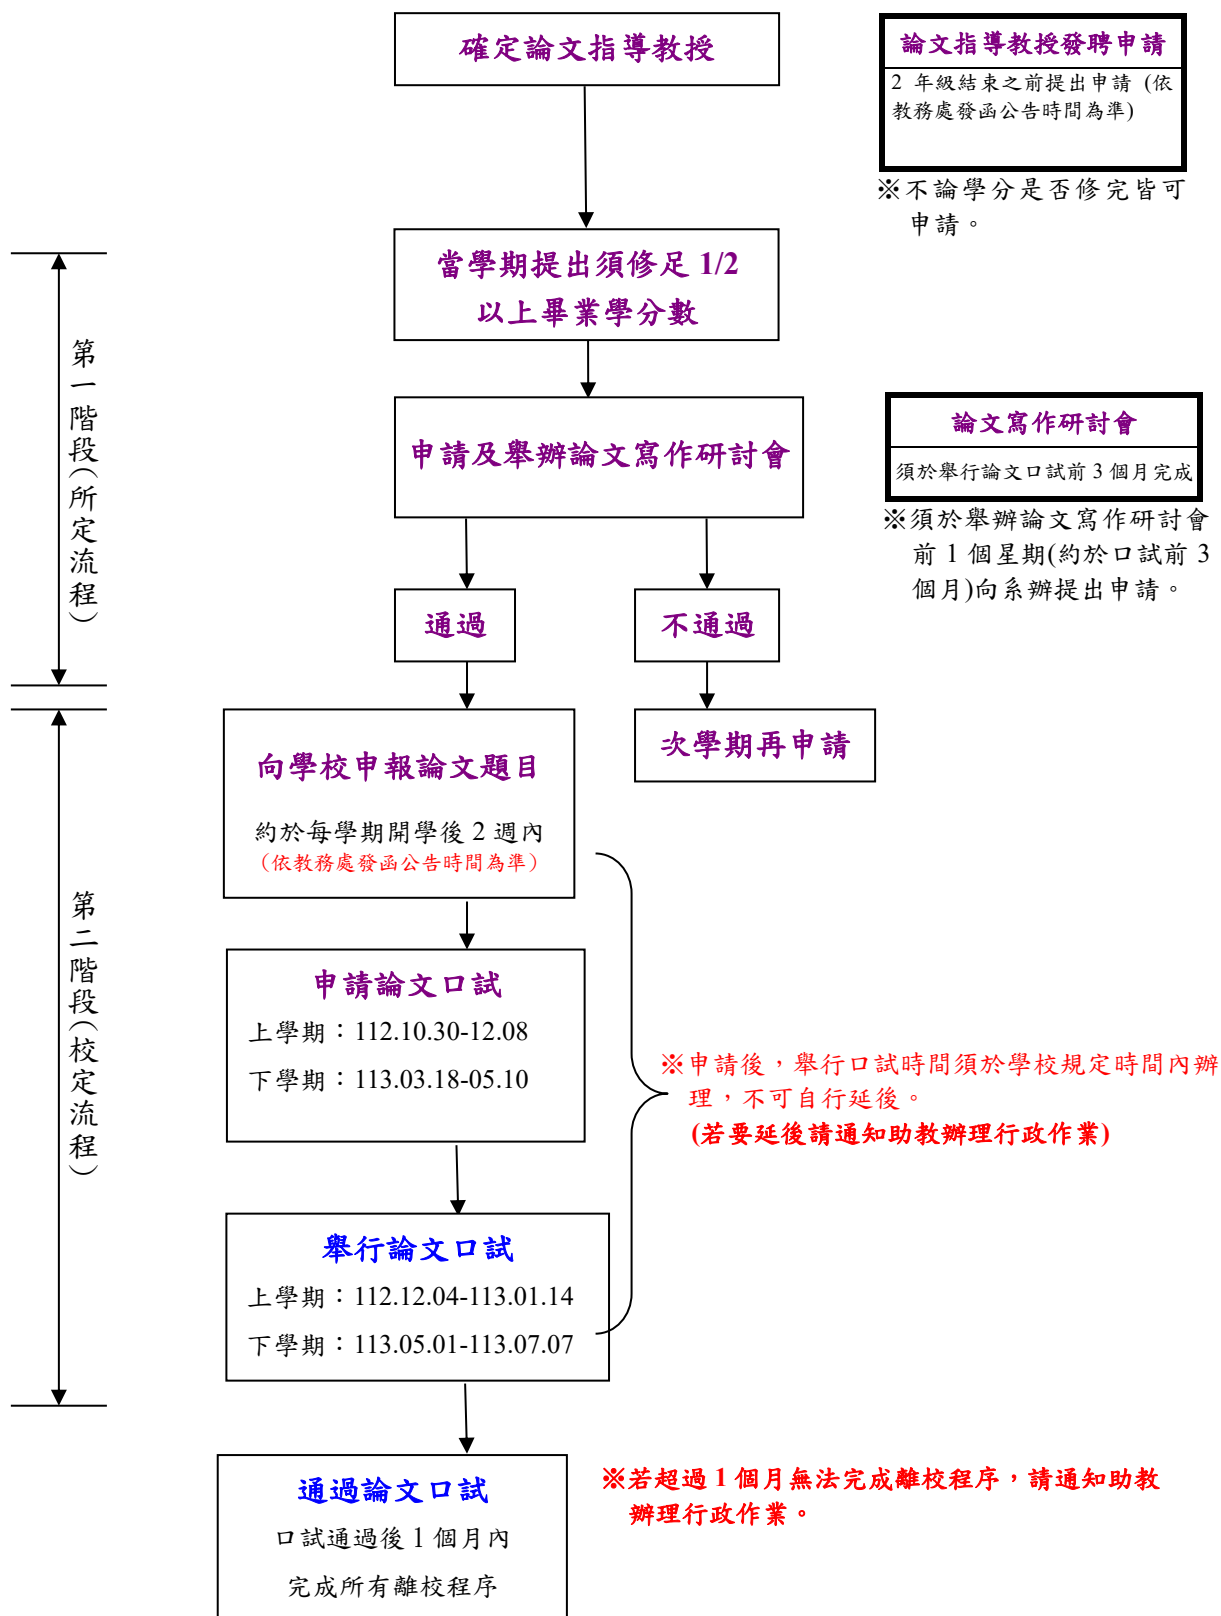 確定論文指導教授
論文指導教授發聘申請
2 年級結束之前提出申請 (依
教務處發函公告時間為準)
※不論學分是否修完皆可
申請。
當學期提出須修足 1/2
以上畢業學分數
第一階段（所定流程）
申請及舉辦論文寫作研討會
論文寫作研討會
須於舉行論文口試前 3 個月完成
※須於舉辦論文寫作研討會
前 1 個星期(約於口試前 3
個月)向系辦提出申請。
通過
不通過
向學校申報論文題目
約於每學期開學後 2 週內
（依教務處發函公告時間為準）
次學期再申請
第二階段（校定流程）
申請論文口試
上學期：112.10.30-12.08
下學期：113.03.18-05.10
※申請後，舉行口試時間須於學校規定時間內辦
理，不可自行延後。
(若要延後請通知助教辦理行政作業)
舉行論文口試
上學期：112.12.04-113.01.14
下學期：113.05.01-113.07.07
通過論文口試
口試通過後 1 個月內
完成所有離校程序
※若超過 1 個月無法完成離校程序，請通知助教
辦理行政作業。